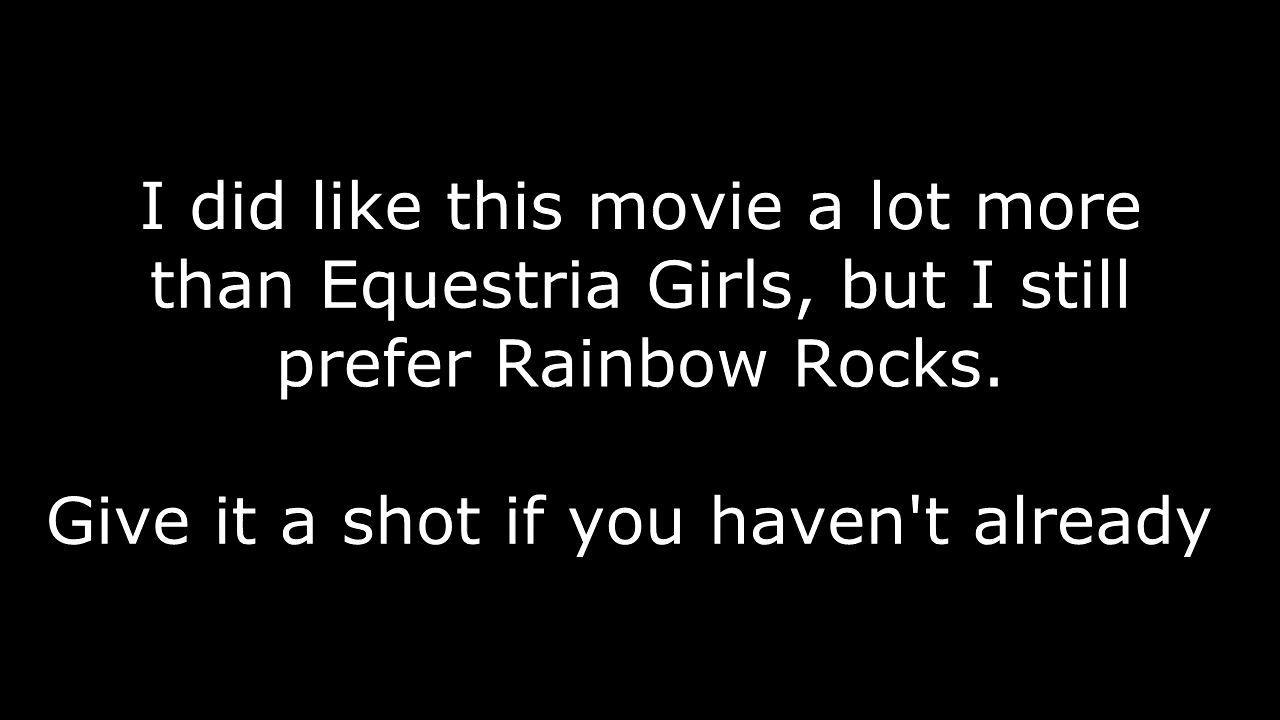 I did like this movie a lot more
than Equestria Girls, but I still
prefer Rainbow Rocks.
Give it a shot if you haven't already